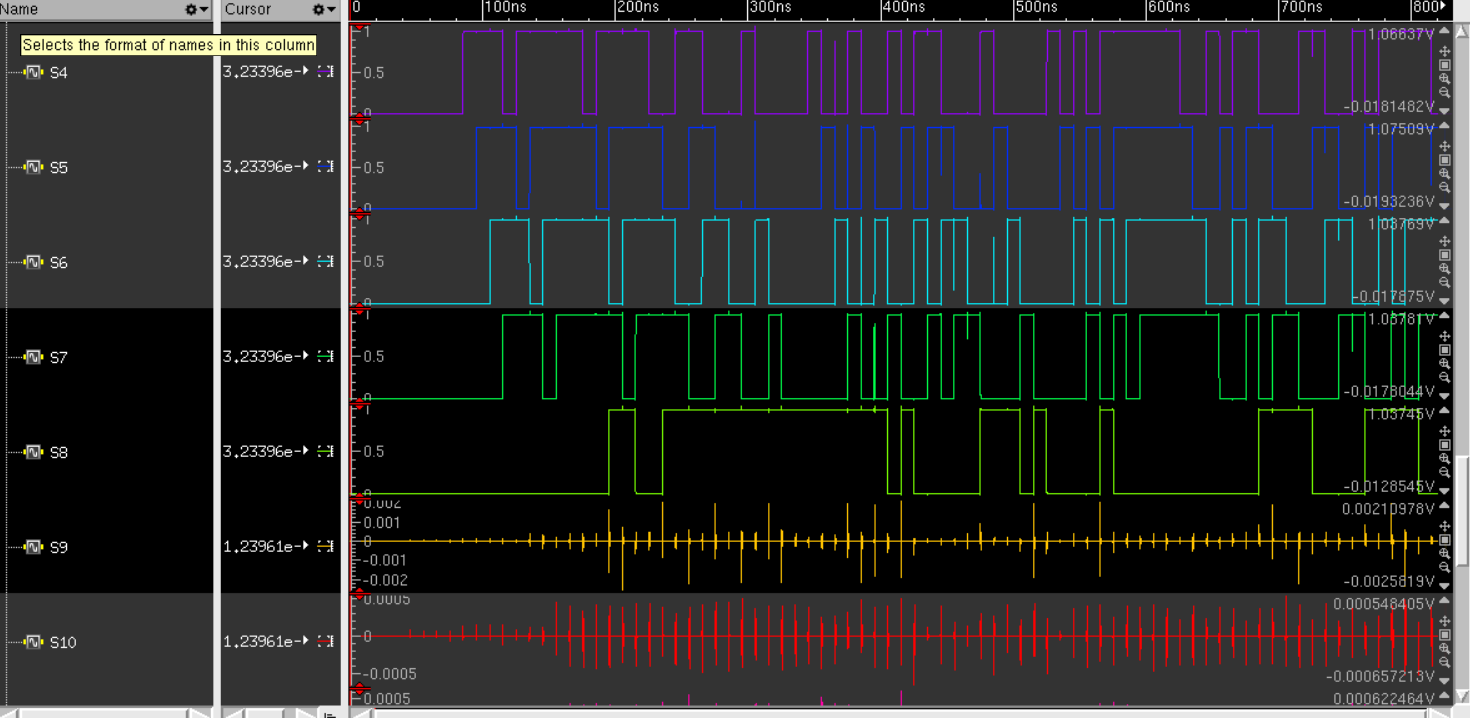 Name Cursor 0 100ns 200ns 300ns 400ns 500ns 600ns 700ns 800
Selects the format of names in this column
1 1.06637V
S4 3.23396e- 0.5
0 -0.0181482V
1 1.07509V
S5 3.23396e- 0.5
0 -0.0193236V
1
S6 3.23396e- 0.5
0 -0.017875V
1
S7 3.23396e- 0.5
0
1
S8 3.23396e- 0.5
0 -0.0128545V
0.002 0.00210978V
0.001
S9 1.23961e- 0
-0.001
-0.002 -0.0025819V
0.0005 0.000548405V
S10 1.23961e- 0
-0.0005 -0.000657213V
0.0005 0.000622464V